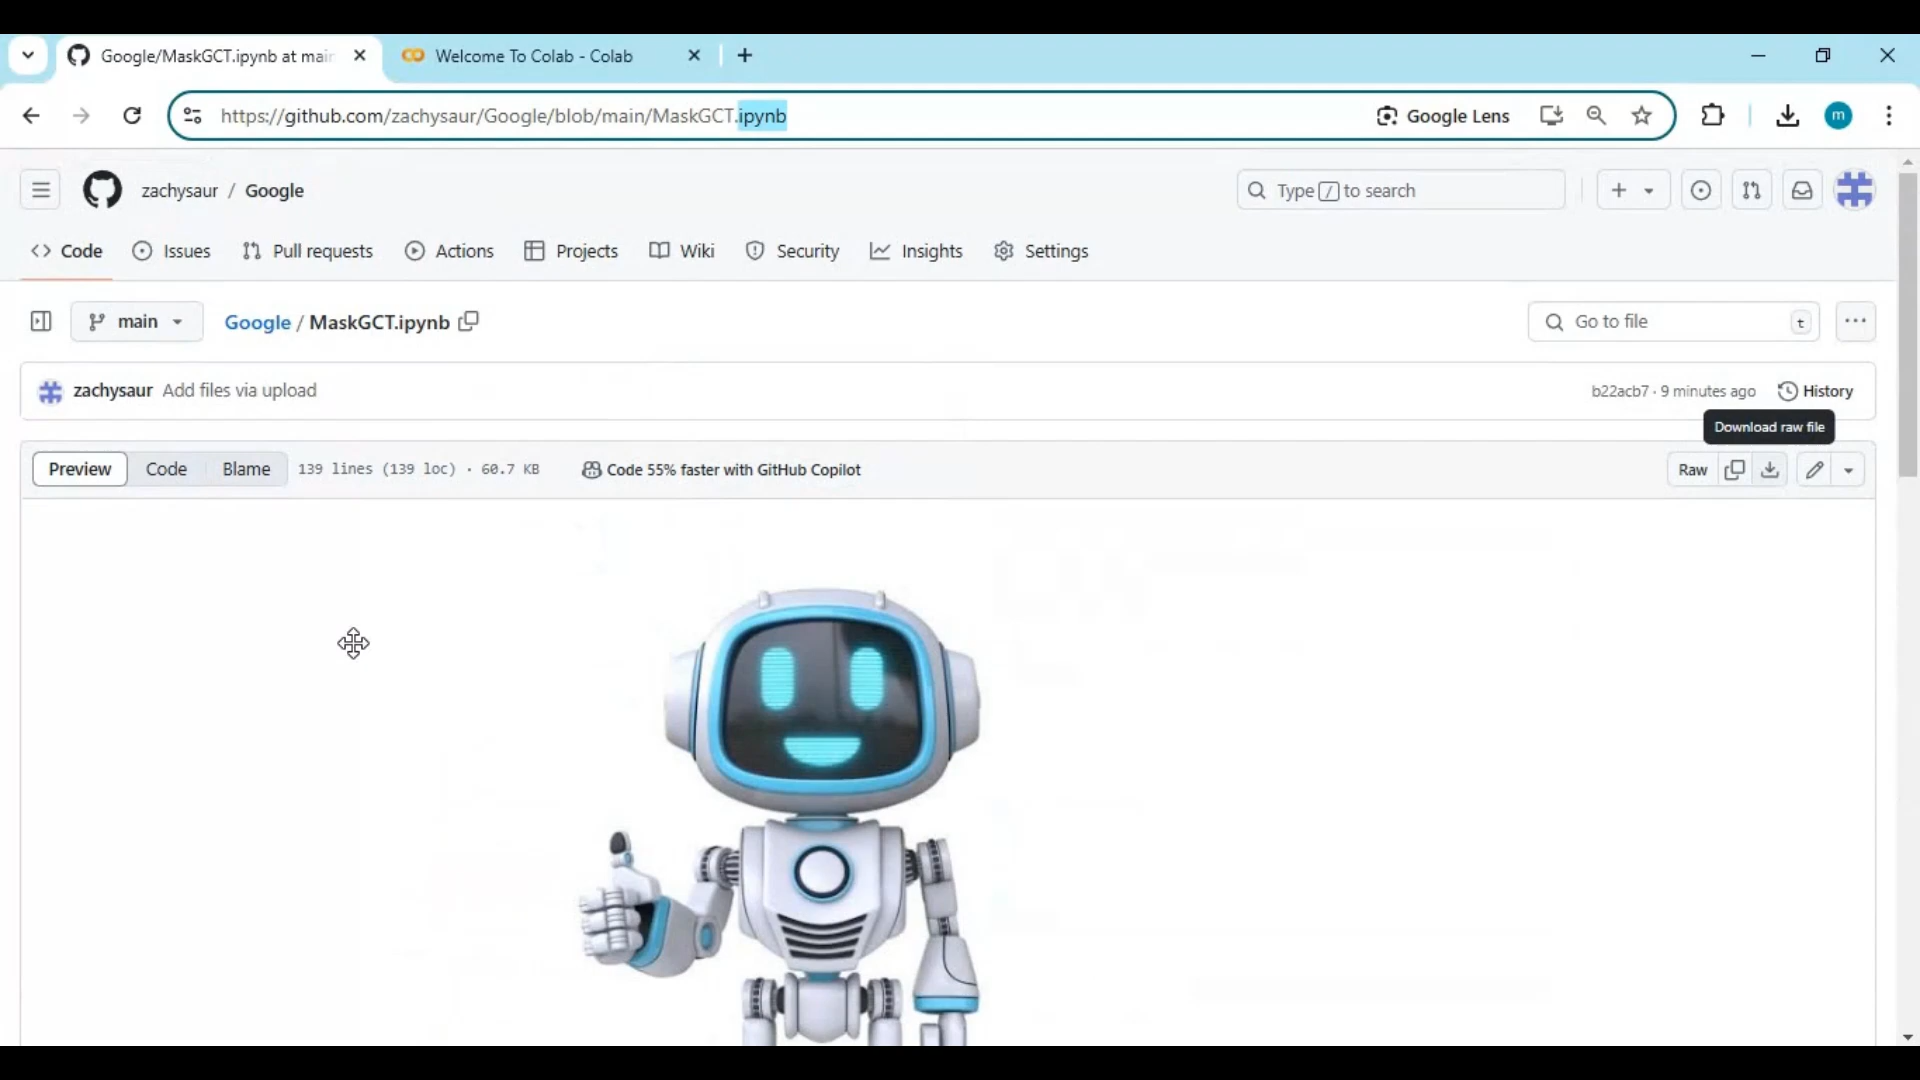 Google/MaskGCT.ipynb at mair
Welcome To Colab - Colab
https://github.com/zachysaur/Google/blob/main/MaskGCT.ipynb
Google Lens
m
zachysaur / Google
Type / to search
Code
Issues
Pull requests
Actions
Projects
Wiki
Security
Insights
Settings
main
Google / MaskGCT.ipynb
Go to file
t
zachysaur Add files via upload
b22acb7 · 9 minutes ago
History
Download raw file
Preview
Code
Blame
139 lines (139 loc) · 60.7 KB
Code 55% faster with GitHub Copilot
Raw